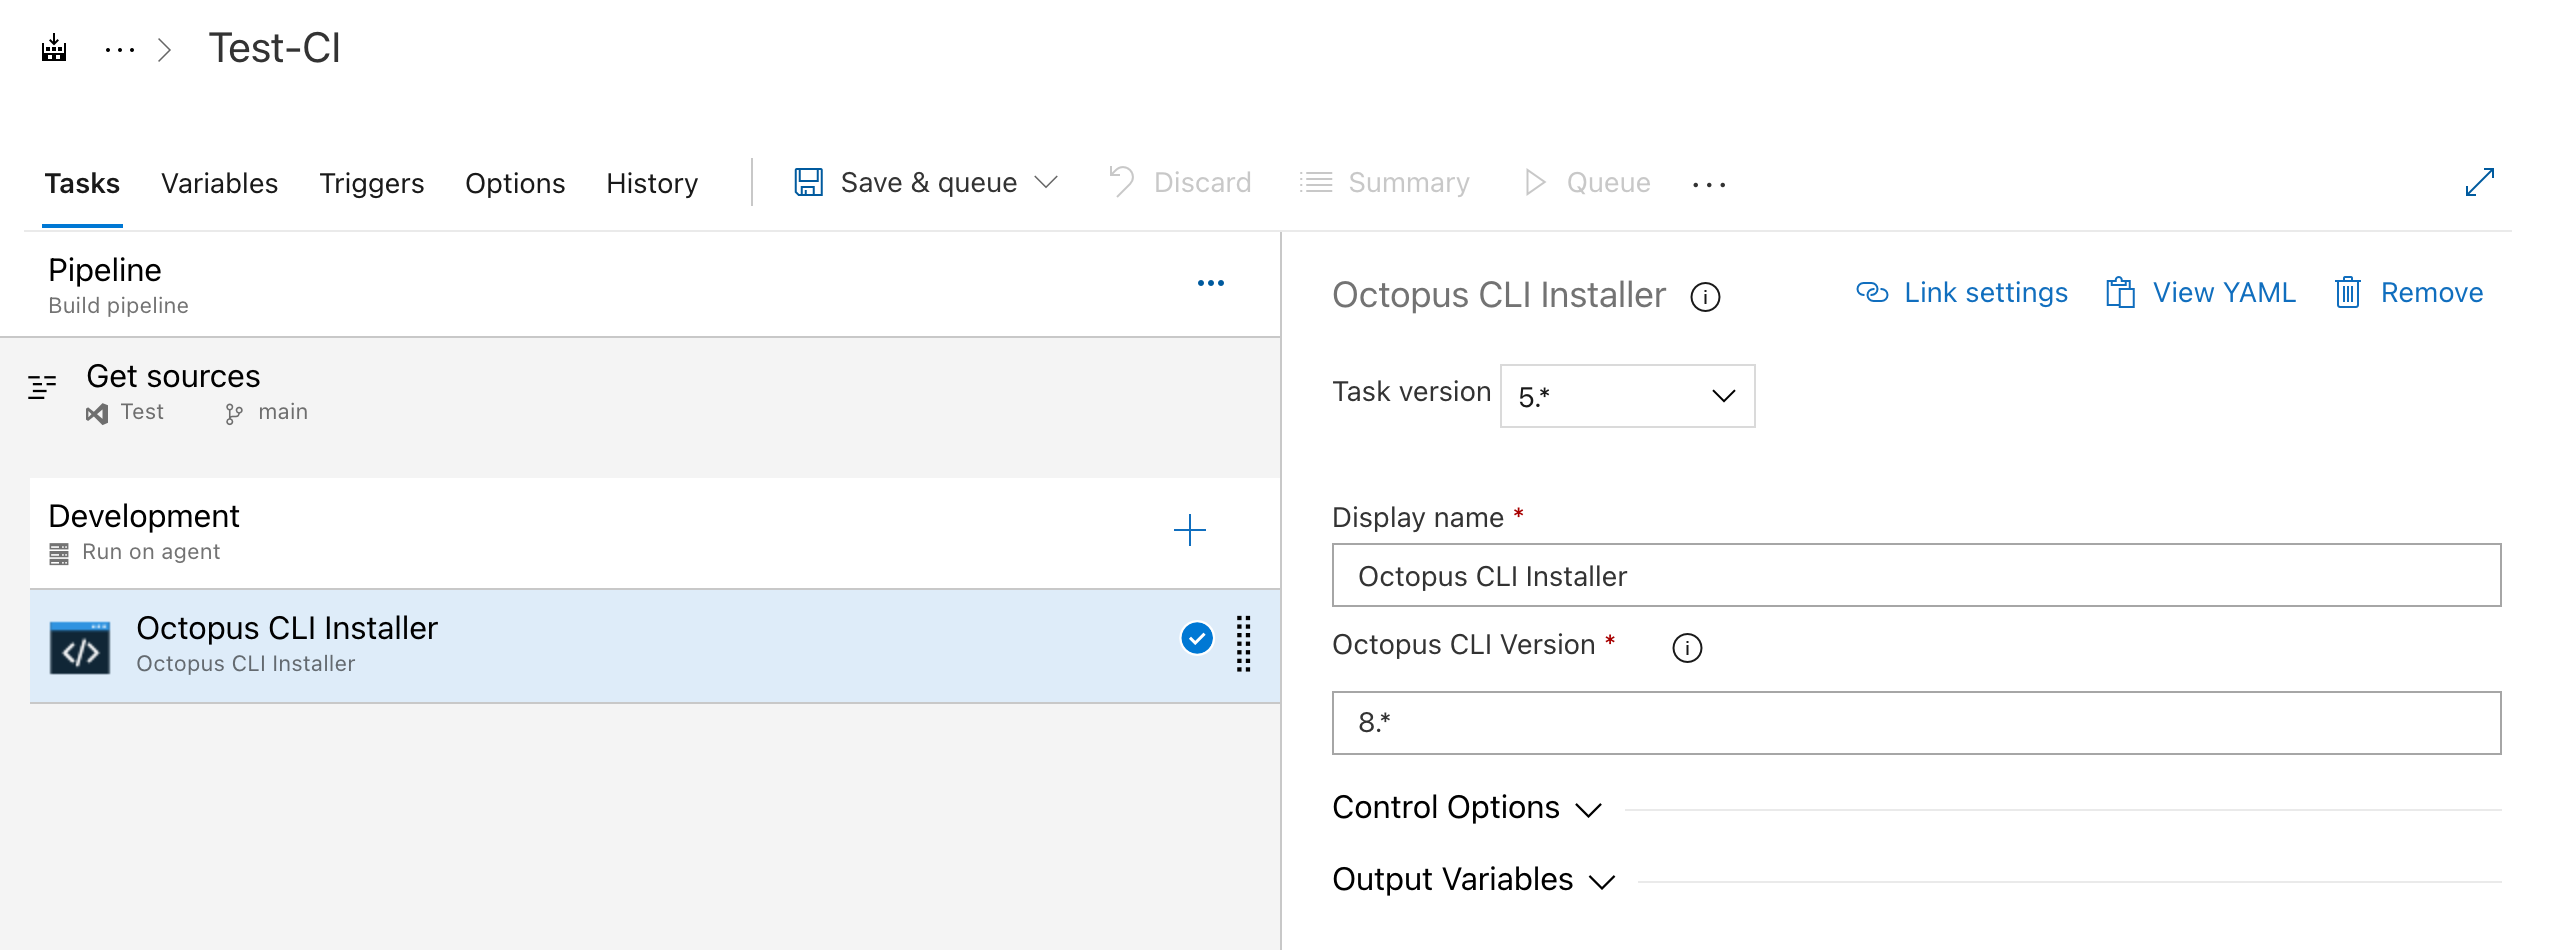 ··· > Test-CI
Tasks Variables Triggers Options History Save & queue Discard Summary Queue ···
Pipeline
Build pipeline
Get sources
Test main
Development
Run on agent
Octopus CLI Installer
Octopus CLI Installer
Octopus CLI Installer Link settings View YAML Remove
Task version 5.*
Display name *
Octopus CLI Installer
Octopus CLI Version *
8.*
Control Options
Output Variables